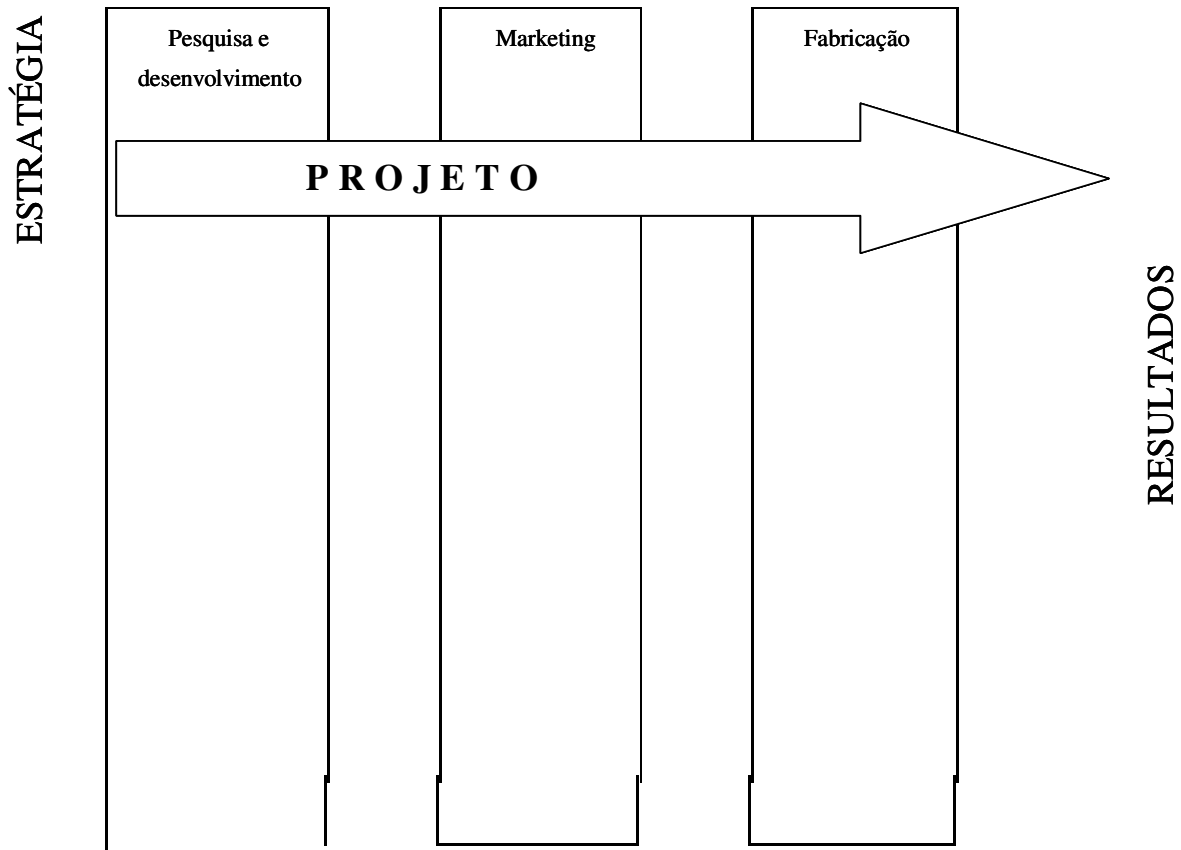 ESTRATÉGIA
Pesquisa e
desenvolvimento
Marketing
Fabricação
P R O J E T O
RESULTADOS